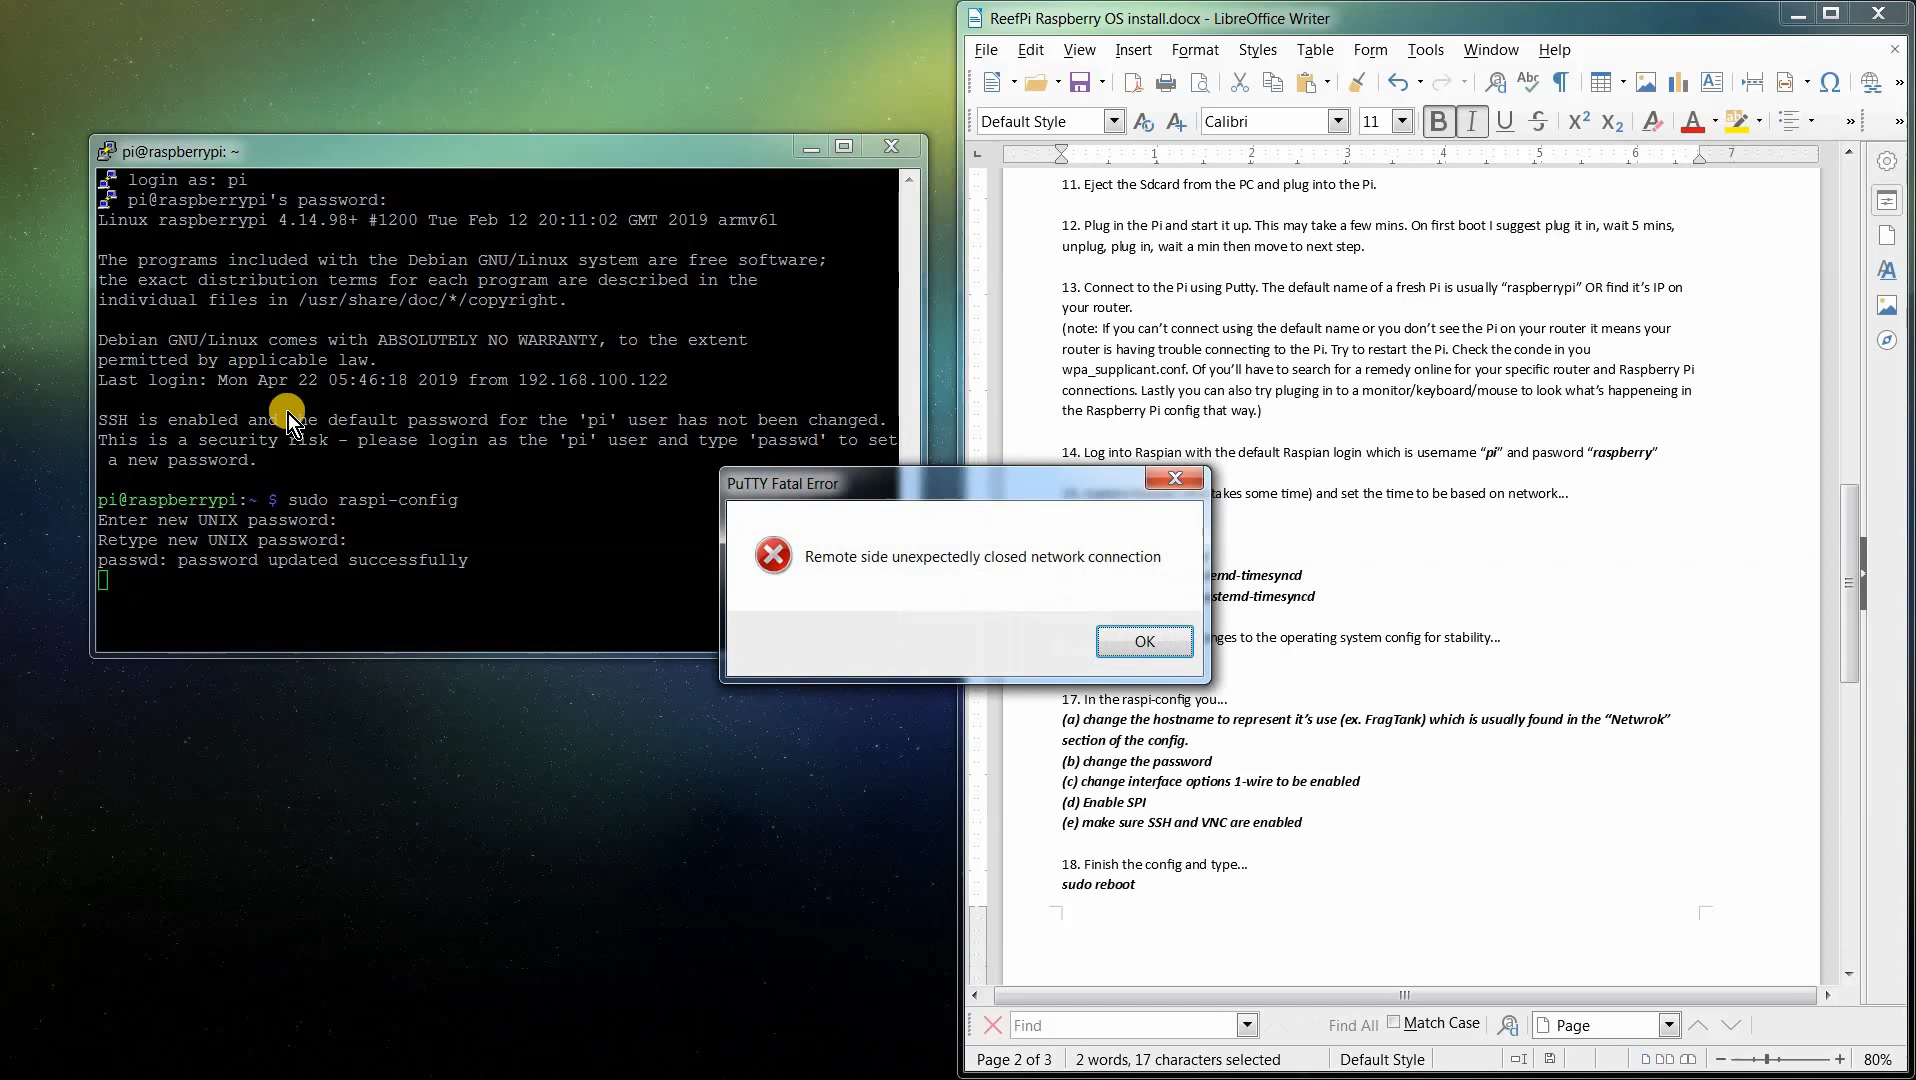 pi@raspberrypi: ~
login as: pi
pi@raspberrypi's password:
Linux raspberrypi 4.14.98+ #1200 Tue Feb 12 20:11:02 GMT 2019 armv6l
The programs included with the Debian GNU/Linux system are free software;
the exact distribution terms for each program are described in the
individual files in /usr/share/doc/*/copyright.
Debian GNU/Linux comes with ABSOLUTELY NO WARRANTY, to the extent
permitted by applicable law.
Last login: Mon Apr 22 05:46:18 2019 from 192.168.100.122
SSH is enabled and the default password for the 'pi' user has not been changed.
This is a security risk - please login as the 'pi' user and type 'passwd' to set
a new password.
pi@raspberrypi:~ $ sudo raspi-config
Enter new UNIX password:
Retype new UNIX password:
passwd: password updated successfully
PuTTY Fatal Error
Remote side unexpectedly closed network connection
OK
ReefPi Raspberry OS install.docx - LibreOffice Writer
File Edit View Insert Format Styles Table Form Tools Window Help
Default Style Calibri 11
1 2 3 4 5 6 7
11. Eject the Sdcard from the PC and plug into the Pi.
12. Plug in the Pi and start it up. This may take a few mins. On first boot I suggest plug it in, wait 5 mins,
unplug, plug in, wait a min then move to next step.
13. Connect to the Pi using Putty. The default name of a fresh Pi is usually “raspberrypi” OR find it’s IP on
your router.
(note: If you can’t connect using the default name or you don’t see the Pi on your router it means your
router is having trouble connecting to the Pi. Try to restart the Pi. Check the conde in you
wpa_supplicant.conf. Of you’ll have to search for a remedy online for your specific router and Raspberry Pi
connections. Lastly you can also try pluging in to a monitor/keyboard/mouse to look what’s happeneing in
the Raspberry Pi config that way.)
14. Log into Raspian with the default Raspian login which is username “pi” and pasword “raspberry”
takes some time) and set the time to be based on network...
emd-timesyncd
stemd-timesyncd
nges to the operating system config for stability...
17. In the raspi-config you...
(a) change the hostname to represent it’s use (ex. FragTank) which is usually found in the “Netwrok”
section of the config.
(b) change the password
(c) change interface options 1-wire to be enabled
(d) Enable SPI
(e) make sure SSH and VNC are enabled
18. Finish the config and type...
sudo reboot
Find Find All Match Case Page
Page 2 of 3 2 words, 17 characters selected Default Style 80%